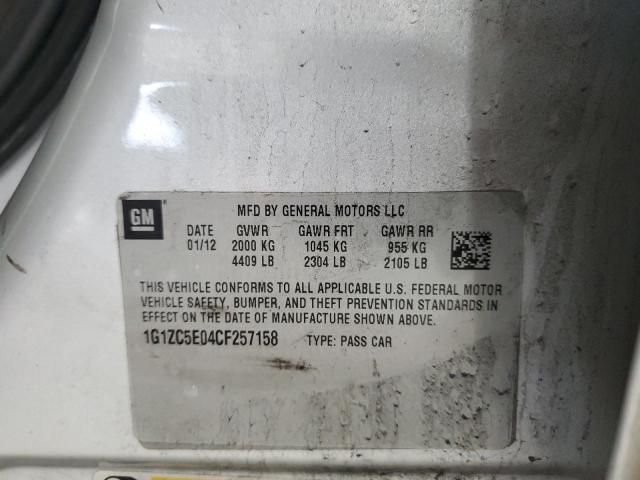 GM
MFD BY GENERAL MOTORS LLC
DATE GVWR GAWR FRT GAWR RR
01/12 2000 KG 1045 KG 955 KG
4409 LB 2304 LB 2105 LB
THIS VEHICLE CONFORMS TO ALL APPLICABLE U.S. FEDERAL MOTOR
VEHICLE SAFETY, BUMPER, AND THEFT PREVENTION STANDARDS IN
EFFECT ON THE DATE OF MANUFACTURE SHOWN ABOVE.
1G1ZC5E04CF257158 TYPE: PASS CAR